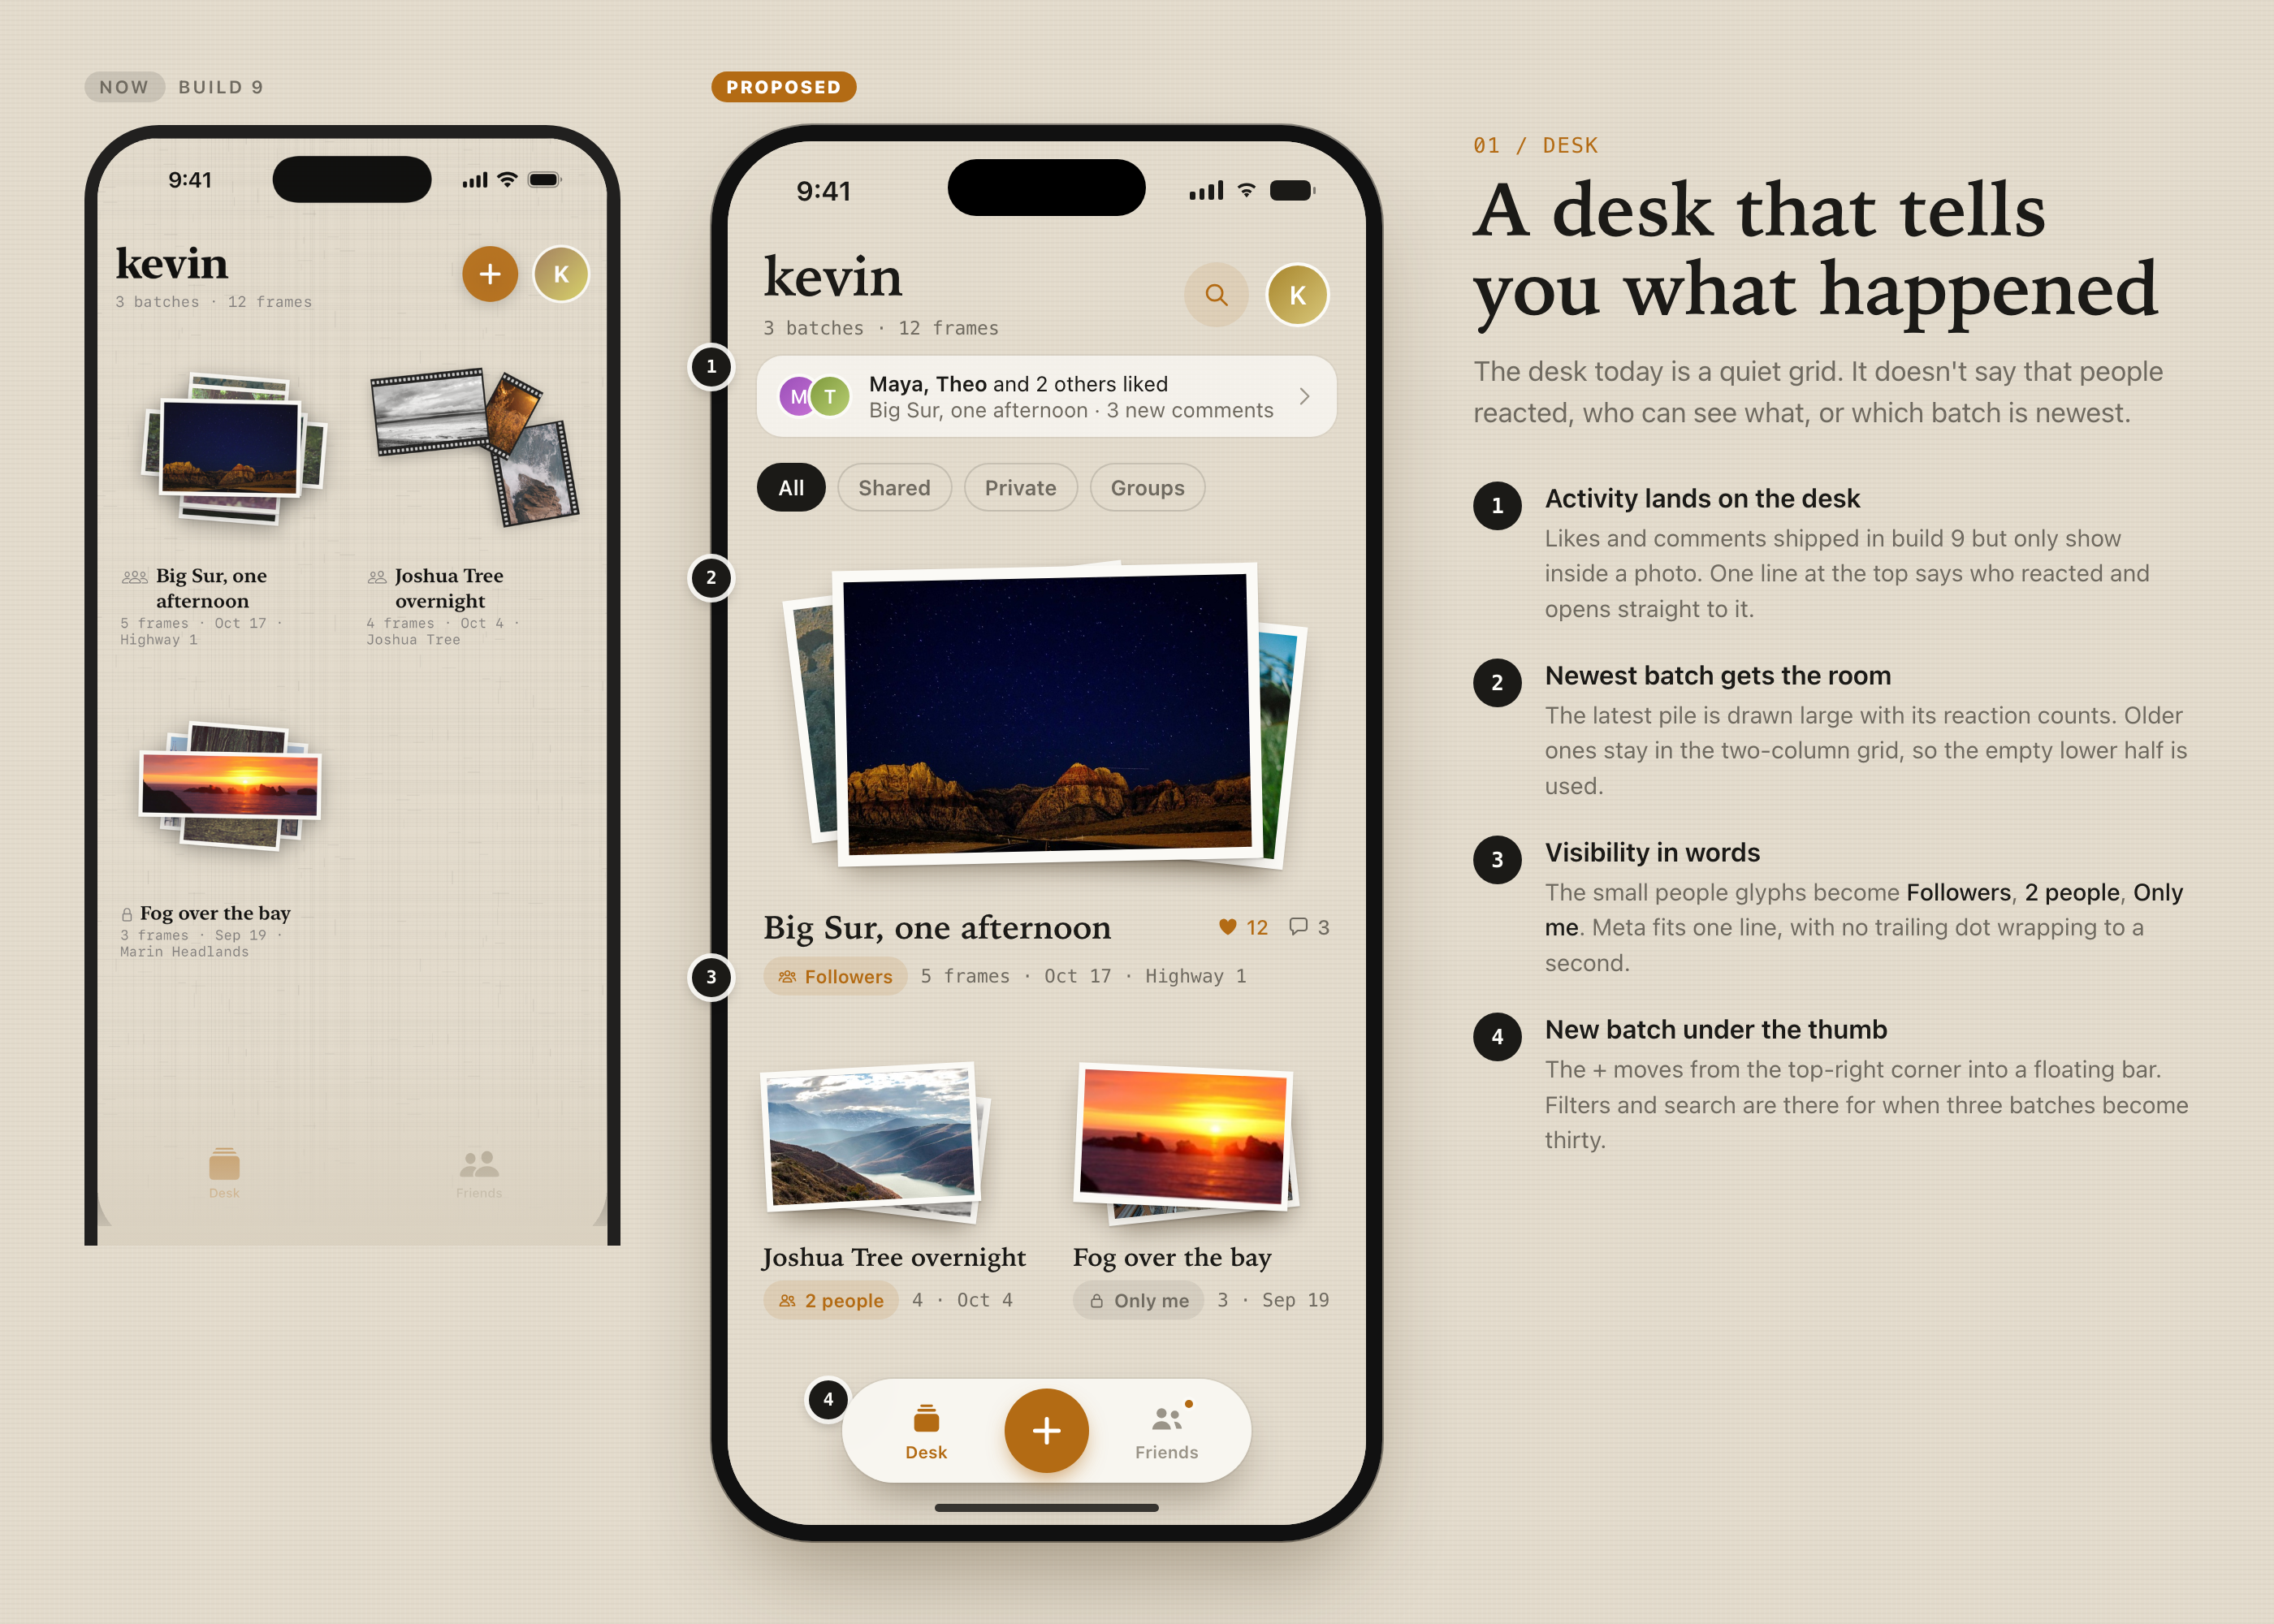 NOW BUILD 9
9:41
kevin
K
3 batches · 12 frames
Big Sur, one
afternoon
5 frames · Oct 17 ·
Highway 1
Joshua Tree
overnight
4 frames · Oct 4 ·
Joshua Tree
Fog over the bay
3 frames · Sep 19 ·
Marin Headlands
Desk
Friends
PROPOSED
9:41
kevin
K
3 batches · 12 frames
1
M T
Maya, Theo and 2 others liked
Big Sur, one afternoon · 3 new comments
All Shared Private Groups
2
Big Sur, one afternoon
12 3
3
Followers 5 frames · Oct 17 · Highway 1
Joshua Tree overnight
2 people 4 · Oct 4
Fog over the bay
Only me 3 · Sep 19
4
Desk
Friends
01 / DESK
A desk that tells
you what happened
The desk today is a quiet grid. It doesn't say that people
reacted, who can see what, or which batch is newest.
1 Activity lands on the desk
Likes and comments shipped in build 9 but only show
inside a photo. One line at the top says who reacted and
opens straight to it.
2 Newest batch gets the room
The latest pile is drawn large with its reaction counts. Older
ones stay in the two-column grid, so the empty lower half is
used.
3 Visibility in words
The small people glyphs become Followers, 2 people, Only
me. Meta fits one line, with no trailing dot wrapping to a
second.
4 New batch under the thumb
The + moves from the top-right corner into a floating bar.
Filters and search are there for when three batches become
thirty.